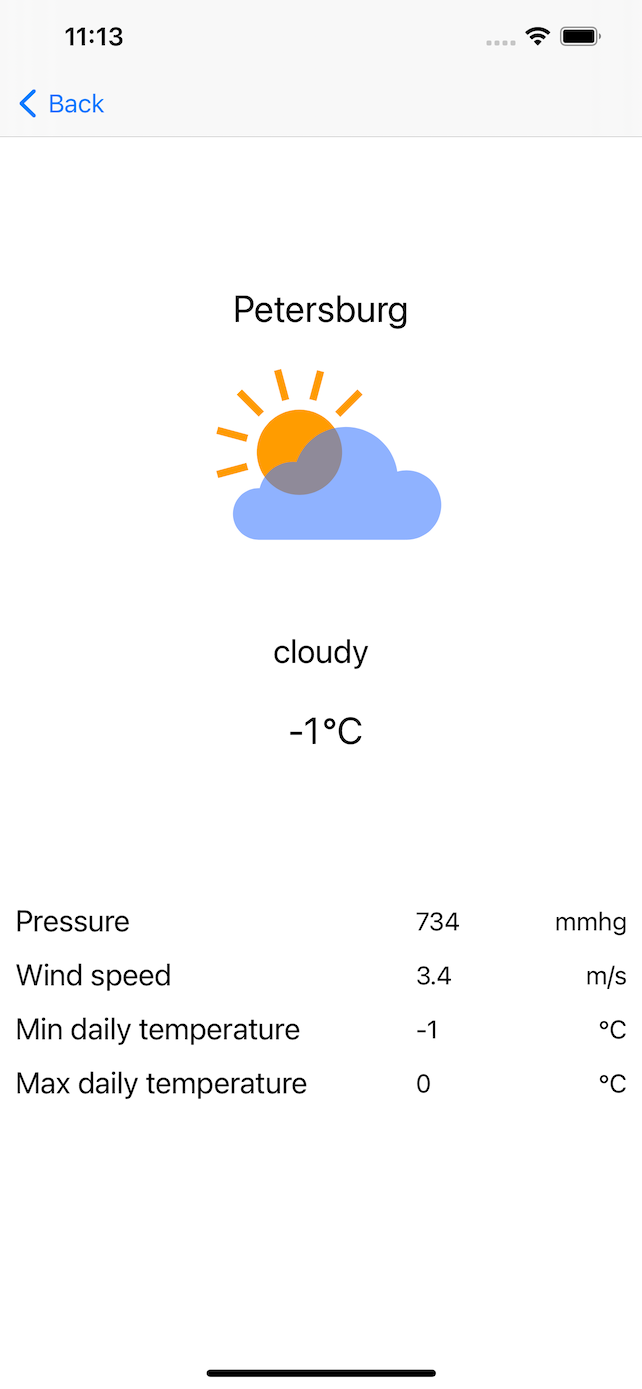 11:13
Back
Petersburg
cloudy
-1°C
Pressure 734 mmhg
Wind speed 3.4 m/s
Min daily temperature -1 °C
Max daily temperature 0 °C